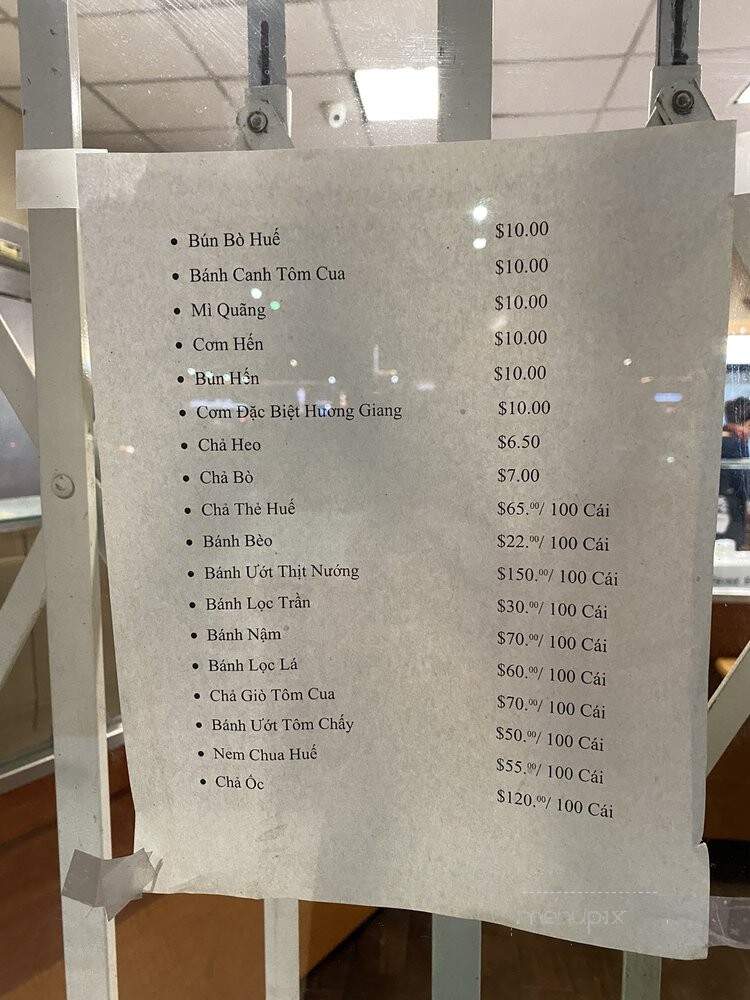 • Bún Bò Huế $10.00
• Bánh Canh Tôm Cua $10.00
• Mì Quãng $10.00
• Cơm Hến $10.00
• Bún Hến $10.00
• Cơm Đặc Biệt Hương Giang $10.00
• Chả Heo $6.50
• Chả Bò $7.00
• Chả Thẻ Huế $65.00/ 100 Cái
• Bánh Bèo $22.00/ 100 Cái
• Bánh Ướt Thịt Nướng $150.00/ 100 Cái
• Bánh Lọc Trần $30.00/ 100 Cái
• Bánh Nậm $70.00/ 100 Cái
• Bánh Lọc Lá $60.00/ 100 Cái
• Chả Giò Tôm Cua $70.00/ 100 Cái
• Bánh Ướt Tôm Chấy $50.00/ 100 Cái
• Nem Chua Huế $55.00/ 100 Cái
• Chả Ốc $120.00/ 100 Cái
menupix